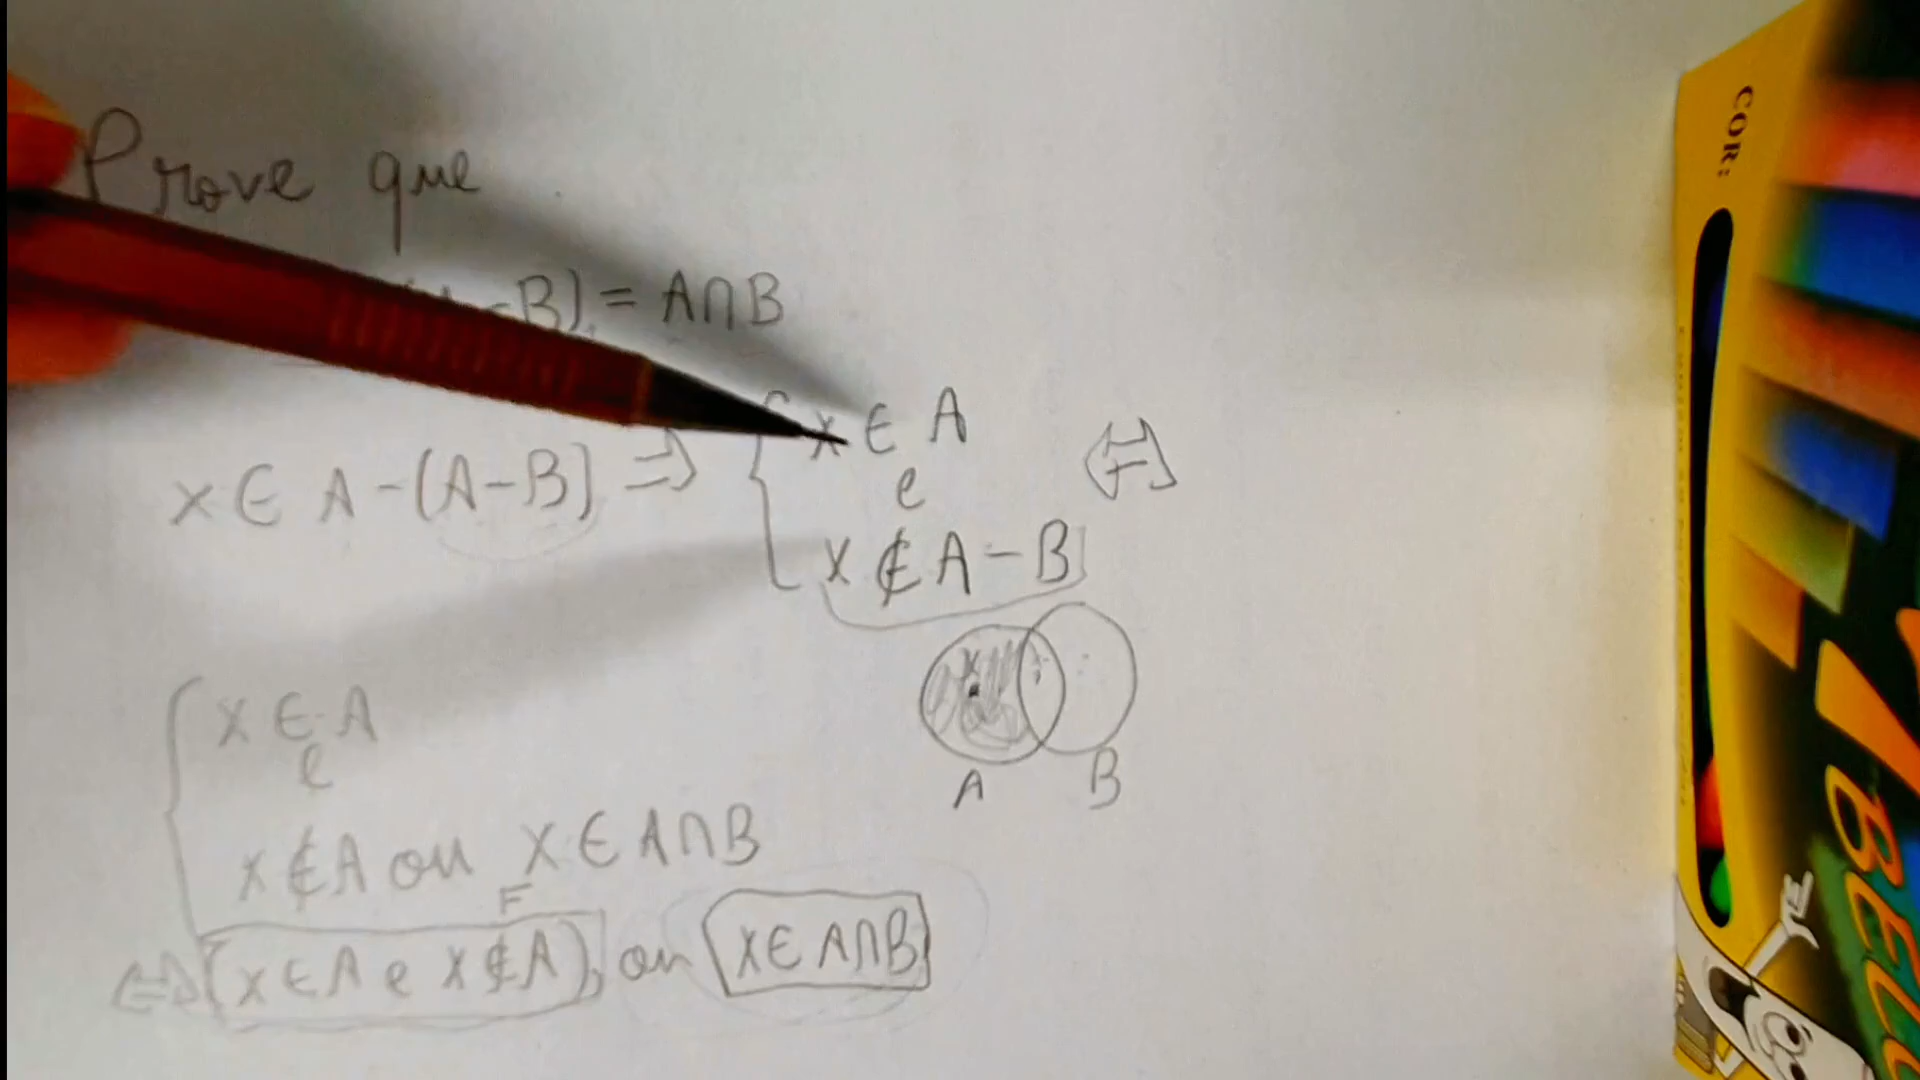 Prove que
-B) = A∩B
x ∈ A-(A-B) ⇒ { x ∈ A
e
x ∉ A-B
⇔
A B
{ x ∈ A
e
x ∉ A ou x ∈ A∩B
F
⇔ (x ∈ A e x ∉ A), ou x ∈ A∩B
COR: